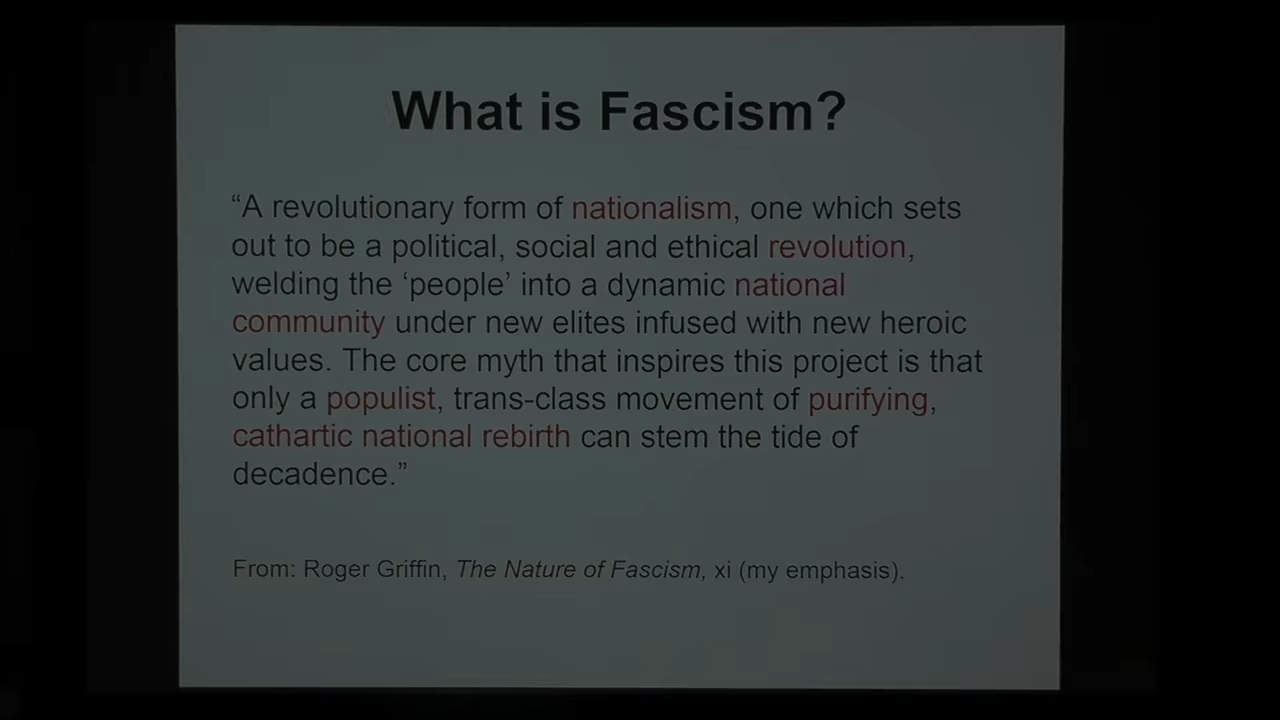 What is Fascism?
“A revolutionary form of nationalism, one which sets
out to be a political, social and ethical revolution,
welding the ‘people’ into a dynamic national
community under new elites infused with new heroic
values. The core myth that inspires this project is that
only a populist, trans-class movement of purifying,
cathartic national rebirth can stem the tide of
decadence.”
From: Roger Griffin, The Nature of Fascism, xi (my emphasis).